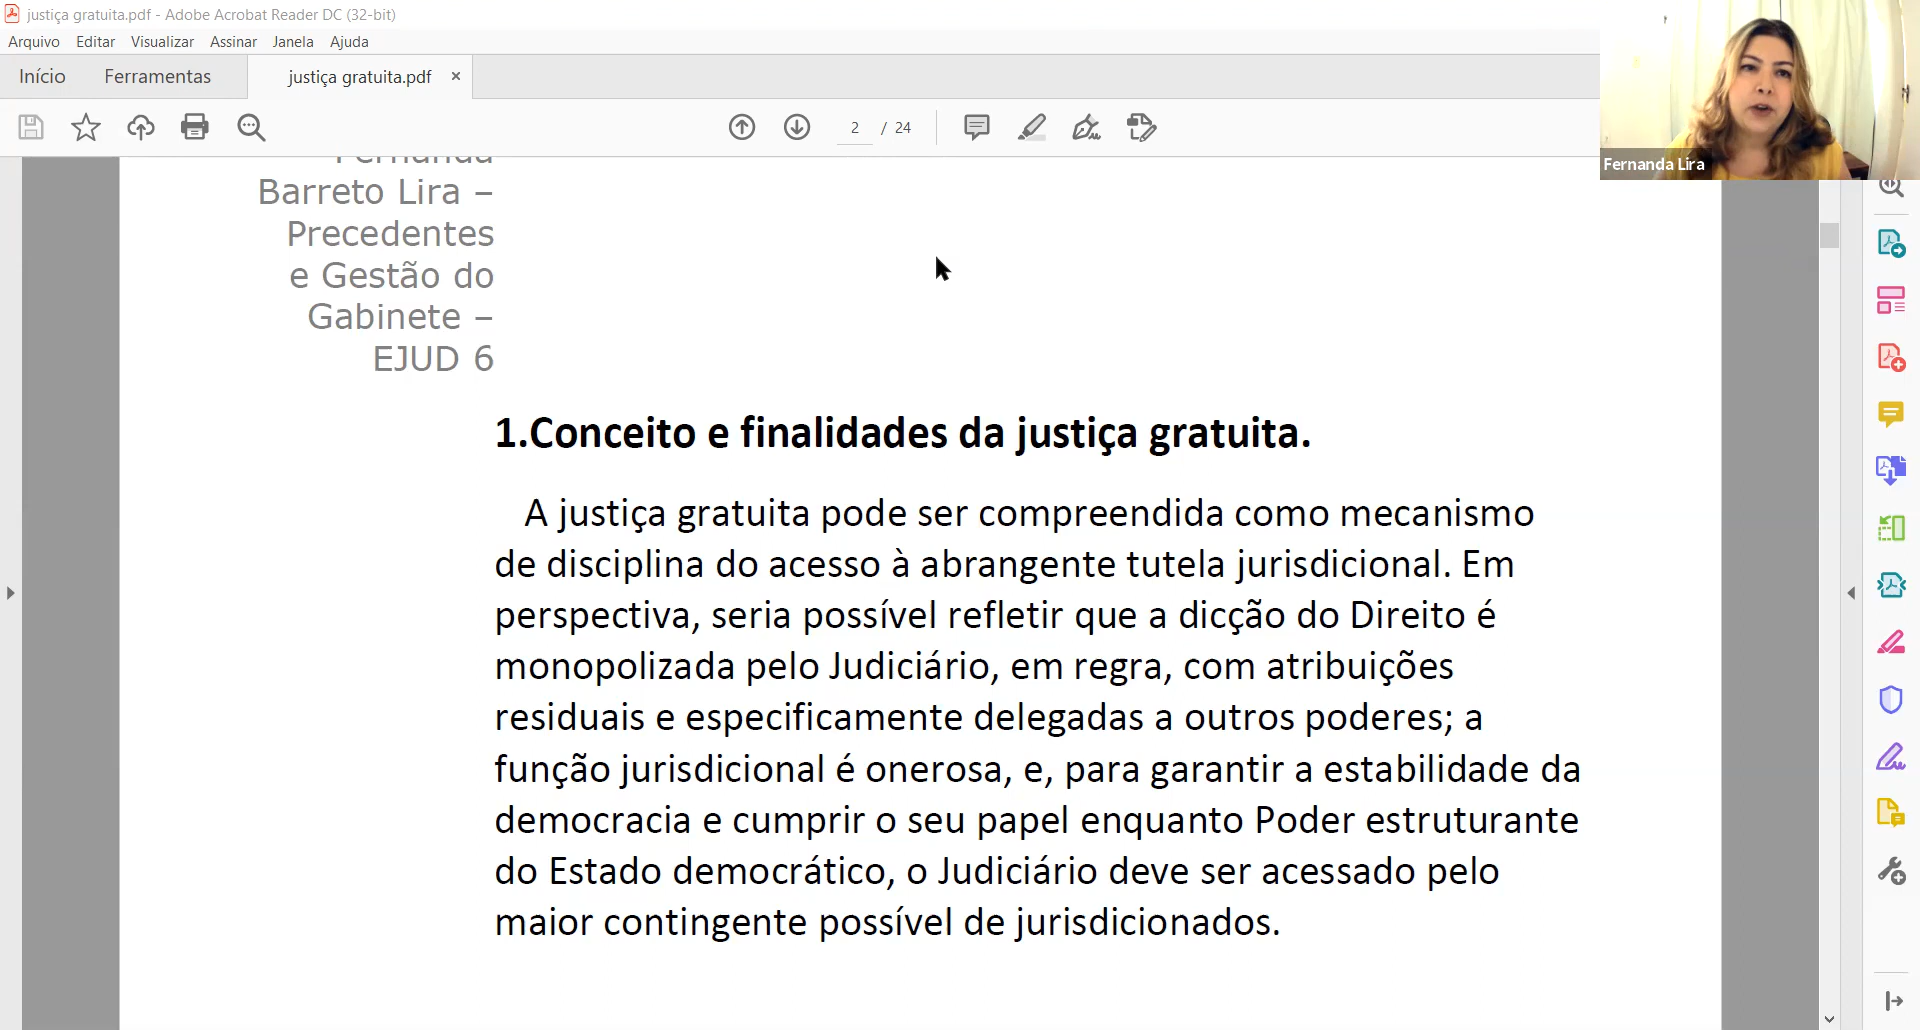 justiça gratuita.pdf - Adobe Acrobat Reader DC (32-bit)
Arquivo Editar Visualizar Assinar Janela Ajuda
Início Ferramentas justiça gratuita.pdf ×
2 / 24
Fernanda Lira
Fernanda
Barreto Lira –
Precedentes
e Gestão do
Gabinete –
EJUD 6
1.Conceito e finalidades da justiça gratuita.
A justiça gratuita pode ser compreendida como mecanismo
de disciplina do acesso à abrangente tutela jurisdicional. Em
perspectiva, seria possível refletir que a dicção do Direito é
monopolizada pelo Judiciário, em regra, com atribuições
residuais e especificamente delegadas a outros poderes; a
função jurisdicional é onerosa, e, para garantir a estabilidade da
democracia e cumprir o seu papel enquanto Poder estruturante
do Estado democrático, o Judiciário deve ser acessado pelo
maior contingente possível de jurisdicionados.